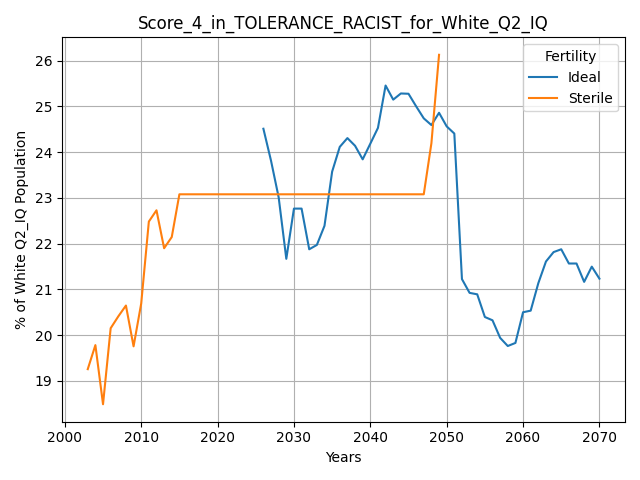 Score_4_in_TOLERANCE_RACIST_for_White_Q2_IQ
% of White Q2_IQ Population
26
25
24
23
22
21
20
19
Fertility
Ideal
Sterile
2000 2010 2020 2030 2040 2050 2060 2070
Years